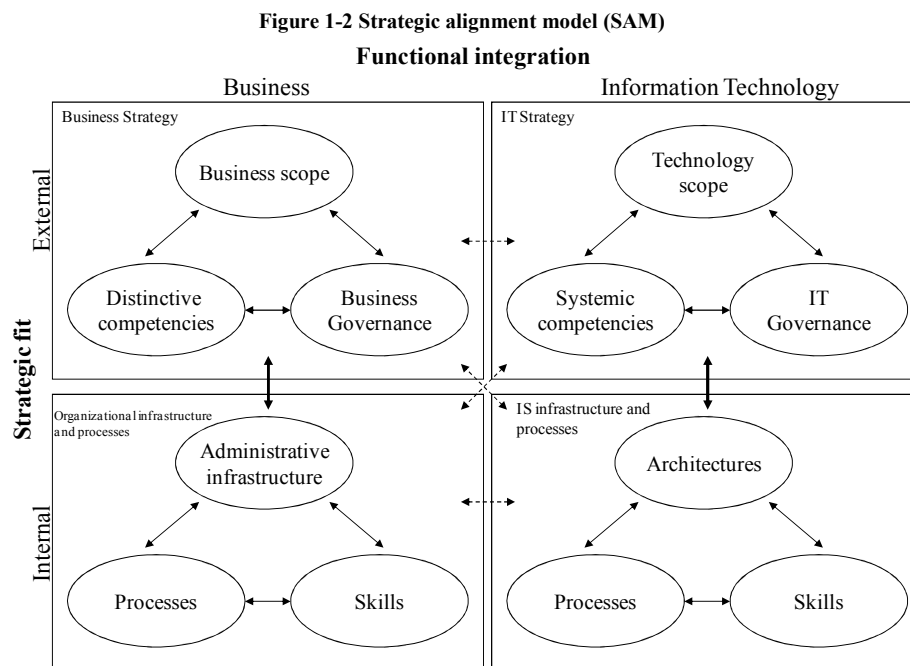 Figure 1-2 Strategic alignment model (SAM)
Functional integration
Business
Information Technology
Strategic fit
External
Business Strategy
Business scope
Distinctive
competencies
Business
Governance
IT Strategy
Technology
scope
Systemic
competencies
IT
Governance
Internal
Organizational infrastructure
and processes
Administrative
infrastructure
Processes
Skills
IS infrastructure and
processes
Architectures
Processes
Skills